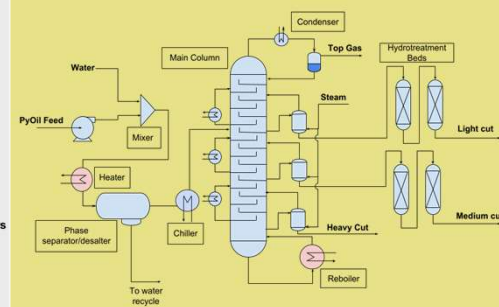 Condenser
Top Gas
Main Column
Hydrotreatment
Beds
Water
Steam
PyOil Feed
Mixer
Light cut
Heater
Phase
separator/desalter
Chiller
Heavy Cut
Medium cu
Reboiler
To water
recycle
s